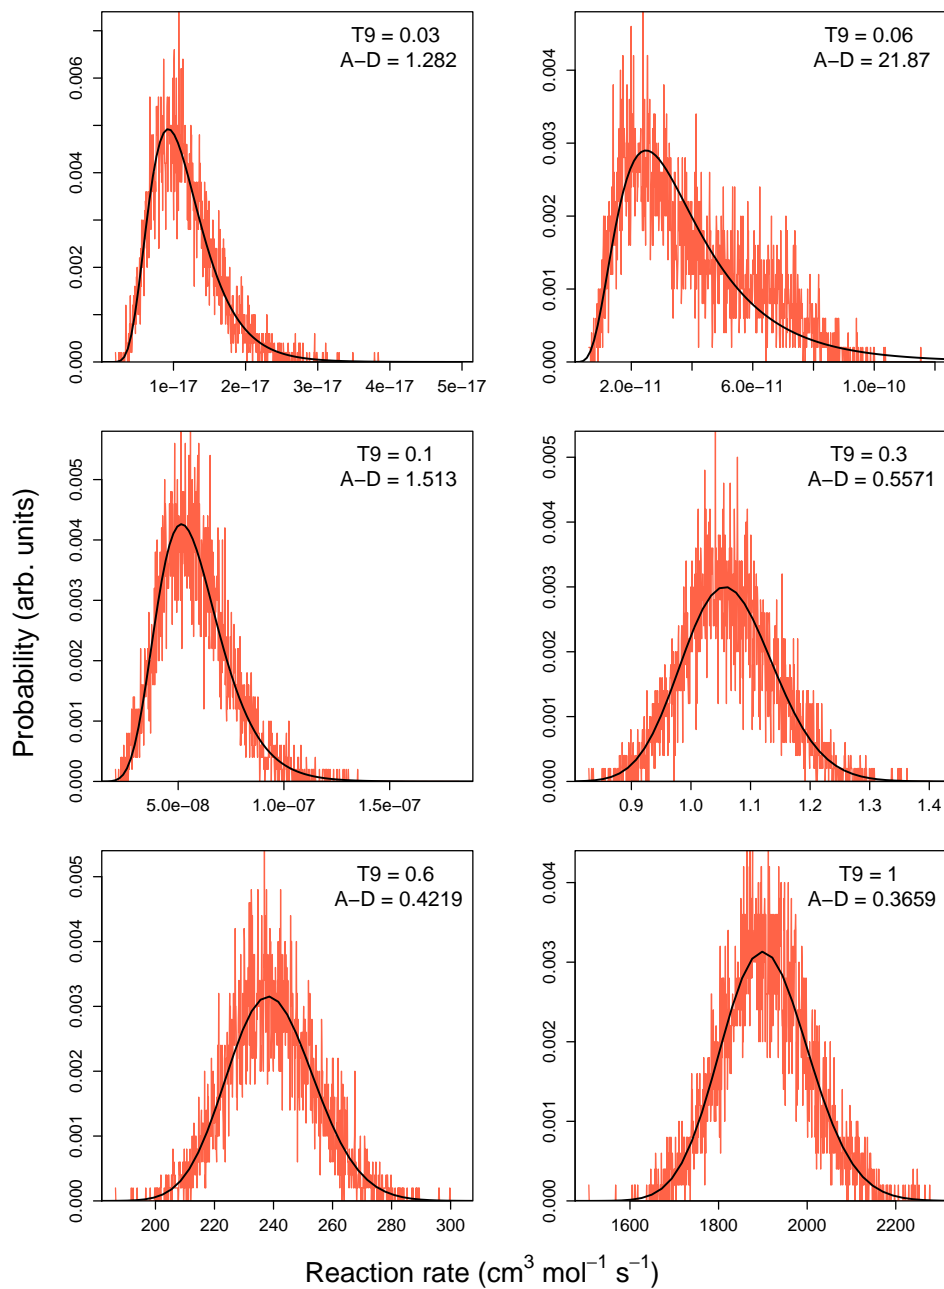 T9 = 0.03
A−D = 1.282
0.000
0.002
0.004
0.006
1e−17
2e−17
3e−17
4e−17
5e−17
T9 = 0.06
A−D = 21.87
0.000
0.001
0.002
0.003
0.004
2.0e−11
6.0e−11
1.0e−10
T9 = 0.1
A−D = 1.513
0.000
0.001
0.002
0.003
0.004
0.005
5.0e−08
1.0e−07
1.5e−07
T9 = 0.3
A−D = 0.5571
0.000
0.001
0.002
0.003
0.004
0.005
0.9
1.0
1.1
1.2
1.3
1.4
T9 = 0.6
A−D = 0.4219
0.000
0.001
0.002
0.003
0.004
0.005
200
220
240
260
280
300
T9 = 1
A−D = 0.3659
0.000
0.001
0.002
0.003
0.004
1600
1800
2000
2200
Probability (arb. units)
Reaction rate (cm³ mol⁻¹ s⁻¹)